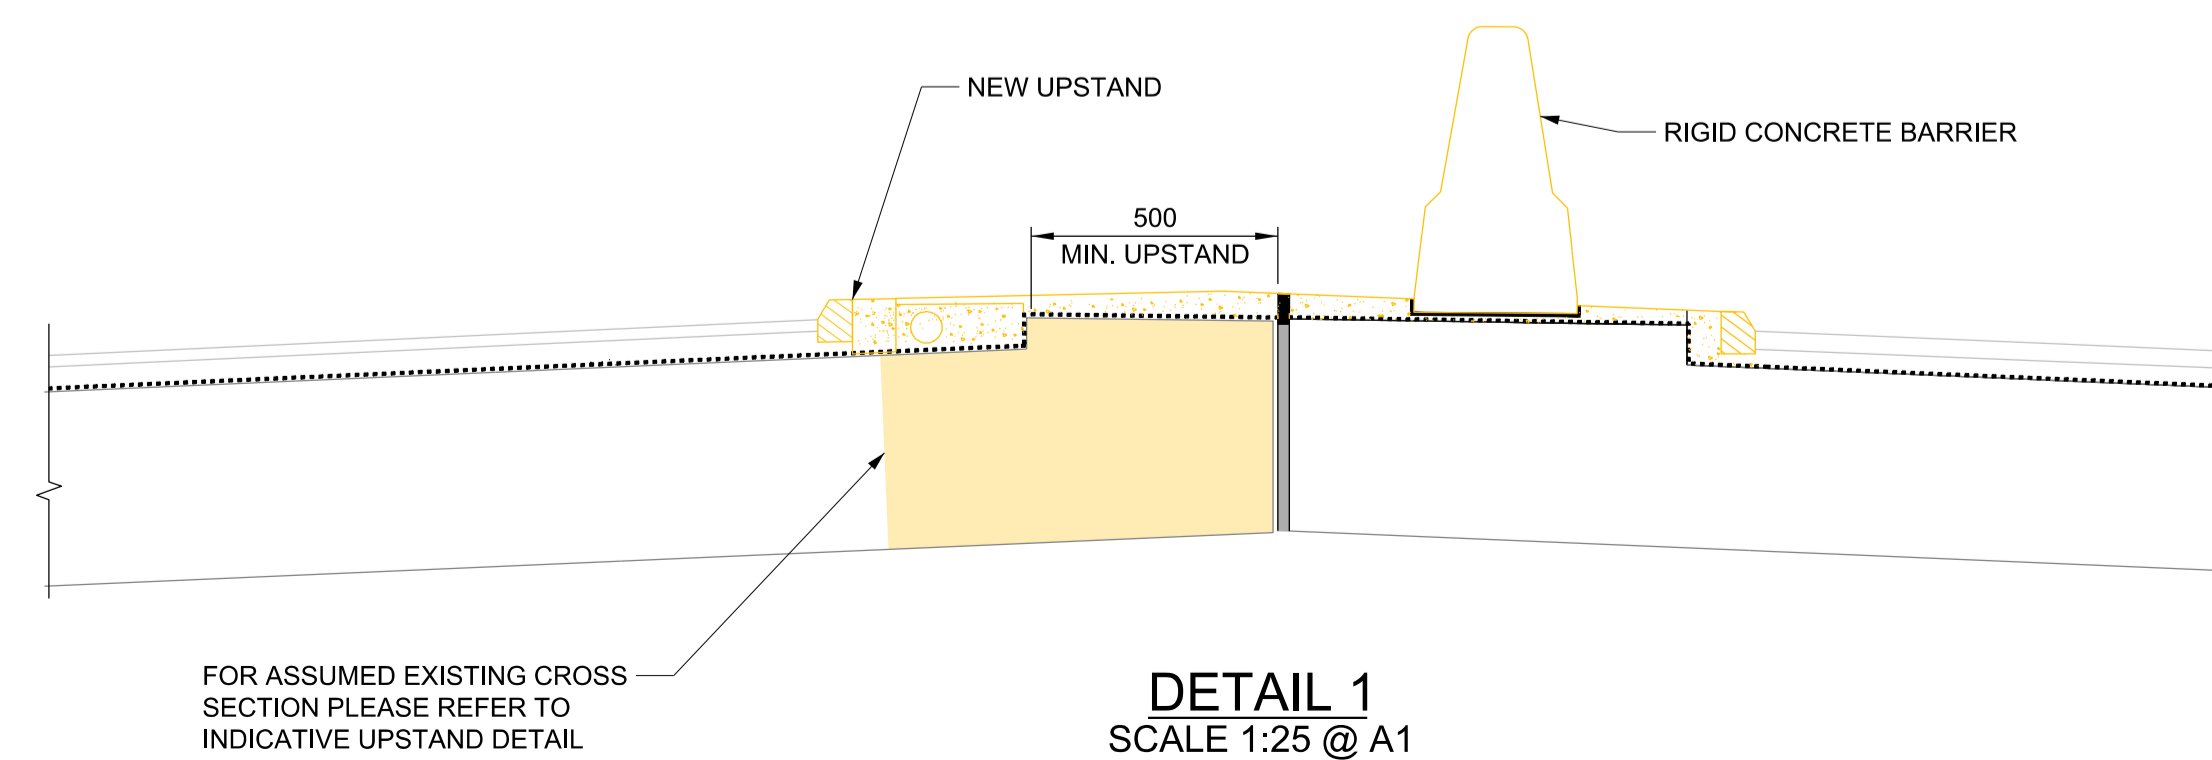 NEW UPSTAND
RIGID CONCRETE BARRIER
500
MIN. UPSTAND
FOR ASSUMED EXISTING CROSS
SECTION PLEASE REFER TO
INDICATIVE UPSTAND DETAIL
DETAIL 1
SCALE 1:25 @ A1